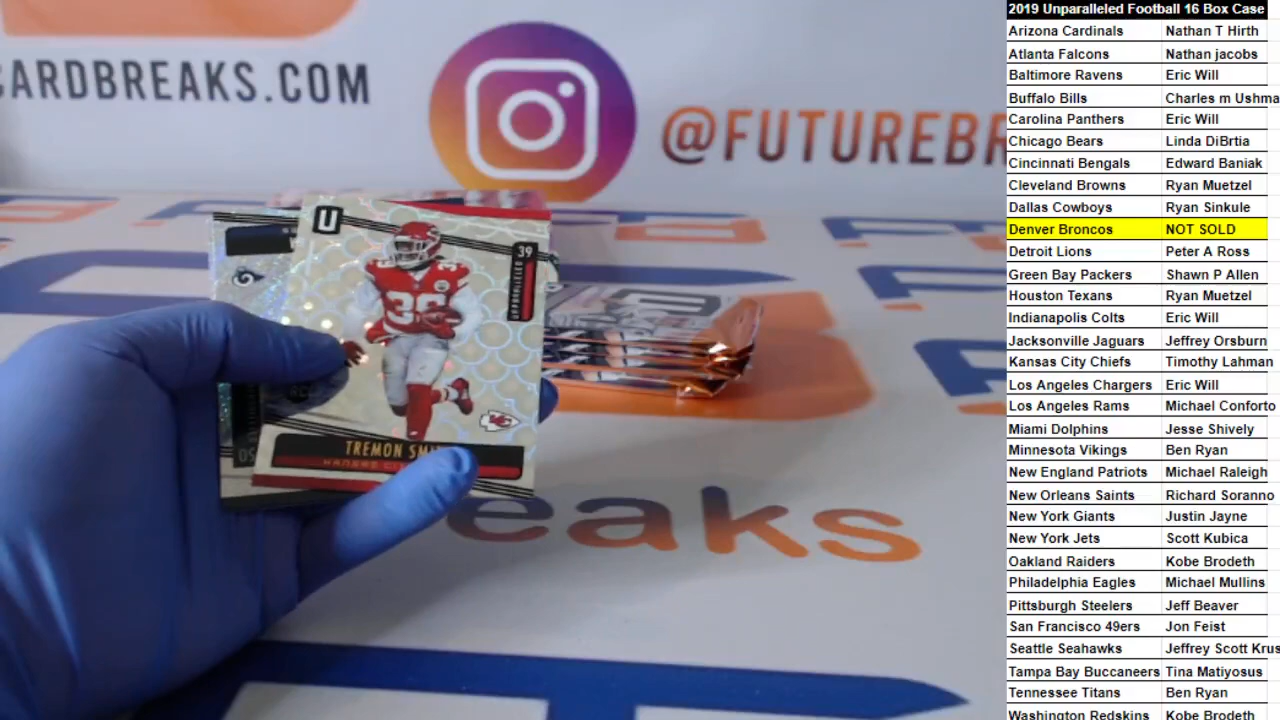 CARDBREAKS.COM
@FUTUREBR
U
39
UNPARALLELED
39
TREMON
eaks
2019 Unparalleled Football 16 Box Case
Arizona Cardinals Nathan T Hirth
Atlanta Falcons Nathan jacobs
Baltimore Ravens Eric Will
Buffalo Bills Charles m Ushma
Carolina Panthers Eric Will
Chicago Bears Linda DiBrtia
Cincinnati Bengals Edward Baniak
Cleveland Browns Ryan Muetzel
Dallas Cowboys Ryan Sinkule
Denver Broncos NOT SOLD
Detroit Lions Peter A Ross
Green Bay Packers Shawn P Allen
Houston Texans Ryan Muetzel
Indianapolis Colts Eric Will
Jacksonville Jaguars Jeffrey Orsburn
Kansas City Chiefs Timothy Lahman
Los Angeles Chargers Eric Will
Los Angeles Rams Michael Conforto
Miami Dolphins Jesse Shively
Minnesota Vikings Ben Ryan
New England Patriots Michael Raleigh
New Orleans Saints Richard Soranno
New York Giants Justin Jayne
New York Jets Scott Kubica
Oakland Raiders Kobe Brodeth
Philadelphia Eagles Michael Mullins
Pittsburgh Steelers Jeff Beaver
San Francisco 49ers Jon Feist
Seattle Seahawks Jeffrey Scott Krus
Tampa Bay Buccaneers Tina Matiyosus
Tennessee Titans Ben Ryan
Washington Redskins Kobe Brodeth